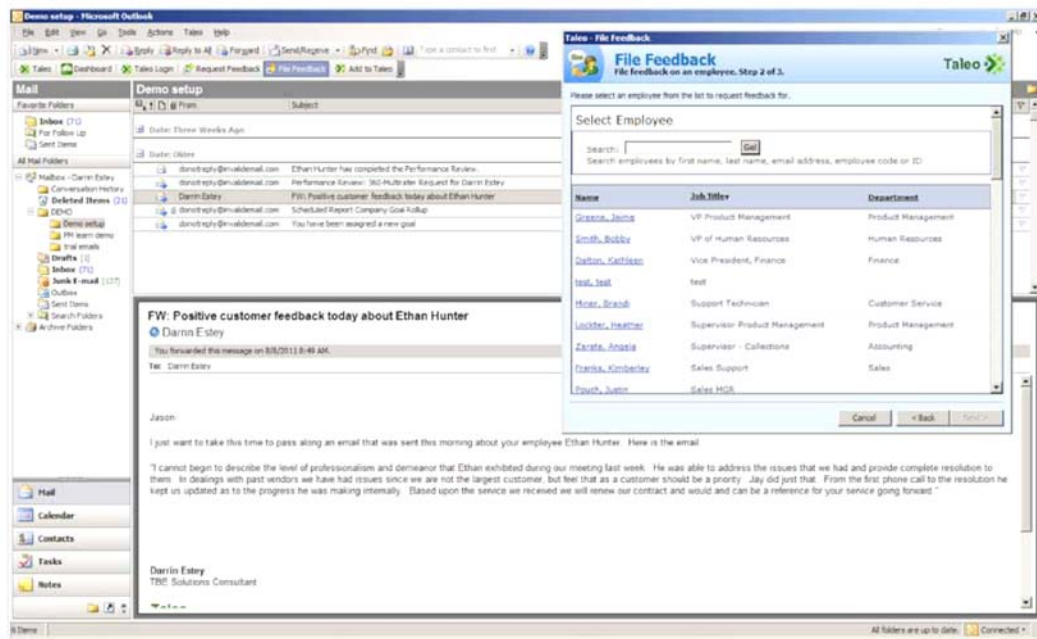 Demo setup - Microsoft Outlook
File Edit View Go Tools Actions Taleo Help
New Reply Reply to All Forward Send/Receive Find Type a contact to find
Taleo Dashboard Taleo Login Request Feedback File Feedback Add to Taleo
Mail
Favorite Folders
Inbox (71)
For Follow Up
Sent Items
All Mail Folders
Mailbox - Darrin Estey
Conversation History
Deleted Items (21)
DEMO
Demo setup
PM learn demo
trial emails
Drafts [1]
Inbox (71)
Junk E-mail [137]
Outbox
Sent Items
Search Folders
Archive Folders
Mail
Calendar
Contacts
Tasks
Notes
Demo setup
From Subject
Date: Three Weeks Ago
Date: Older
donotreply@invalidemail.com Ethan Hunter has completed the Performance Review.
donotreply@invalidemail.com Performance Review: 360-Multirater Request for Darrin Estey
Darrin Estey FW: Positive customer feedback today about Ethan Hunter
donotreply@invalidemail.com Scheduled Report Company Goal Rollup
donotreply@invalidemail.com You have been assigned a new goal
FW: Positive customer feedback today about Ethan Hunter
Darrin Estey
You forwarded this message on 8/8/2011 8:49 AM.
To: Darrin Estey
Jason
I just want to take this time to pass along an email that was sent this morning about your employee Ethan Hunter. Here is the email
"I cannot begin to describe the level of professionalism and demeanor that Ethan exhibited during our meeting last week. He was able to address the issues that we had and provide complete resolution to
them. In dealings with past vendors we have had issues since we are not the largest customer, but feel that as a customer should be a priority. Jay did just that. From the first phone call to the resolution he
kept us updated as to the progress he was making internally. Based upon the service we received we will renew our contract and would and can be a reference for your service going forward."
Darrin Estey
TBE Solutions Consultant
Taleo - File Feedback
File Feedback
File feedback on an employee. Step 2 of 3.
Taleo
Please select an employee from the list to request feedback for.
Select Employee
Search: Go!
Search employees by first name, last name, email address, employee code or ID
Name Job Title Department
Greene, Jaime VP Product Management Product Management
Smith, Bobby VP of Human Resources Human Resources
Dalton, Kathleen Vice President, Finance Finance
test, test test
Miner, Brandi Support Technician Customer Service
Lockter, Heather Supervisor Product Management Product Management
Zarate, Angela Supervisor - Collections Accounting
Franks, Kimberley Sales Support Sales
Pouch, Justin Sales MGR
Cancel < Back Next >
6 Items
All folders are up to date. Connected